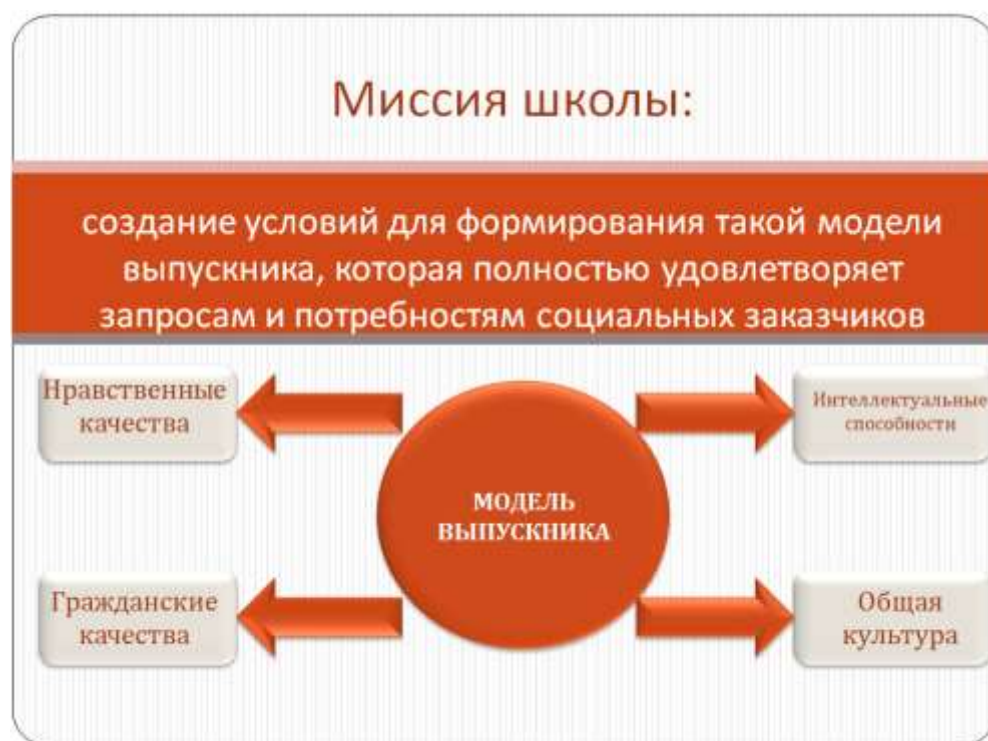 Миссия школы:
создание условий для формирования такой модели
выпускника, которая полностью удовлетворяет
запросам и потребностям социальных заказчиков
Нравственные
качества
Интеллектуальные
способности
МОДЕЛЬ
ВЫПУСКНИКА
Гражданские
качества
Общая
культура